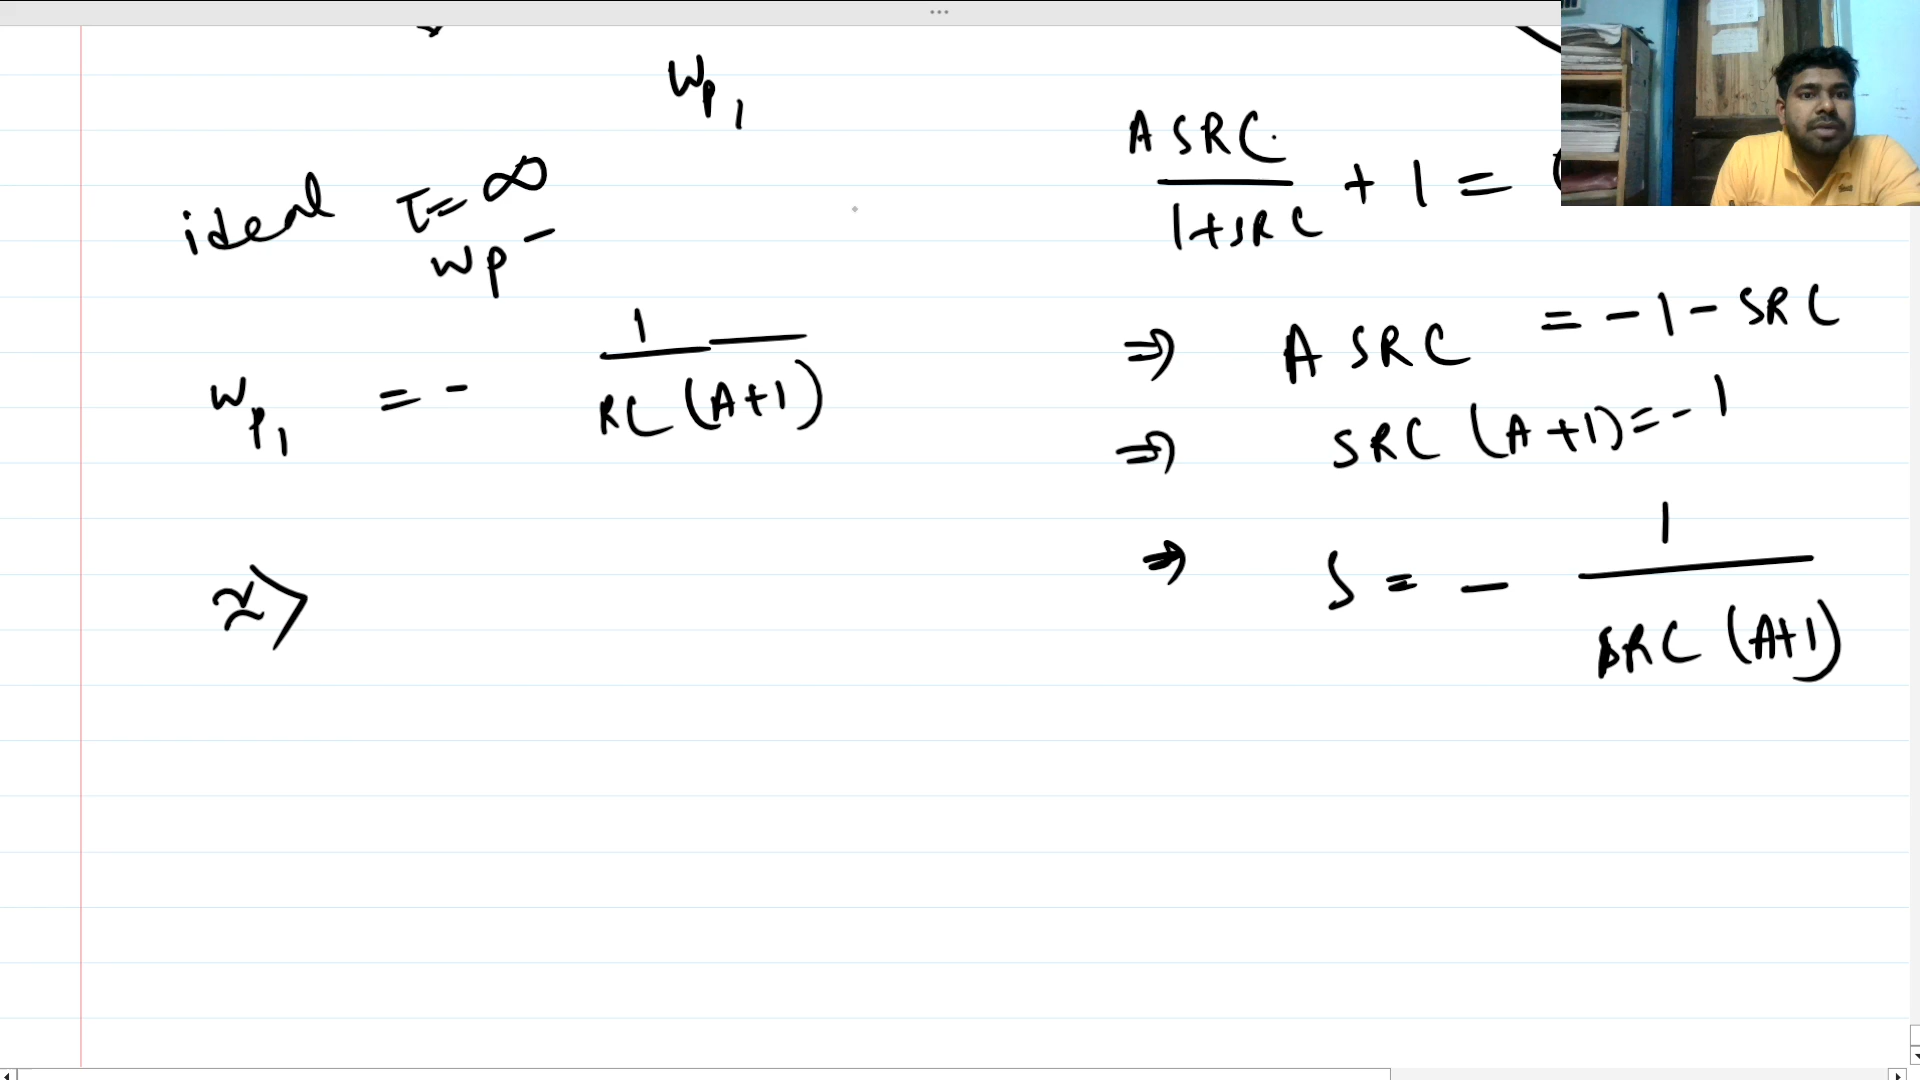 Wp1
ideal τ=∞
wp -
wp1 = - 1/RC(A+1)
≈>
ASRC/1+SRC + 1 =
⇒ ASRC = -1 - SRC
⇒ SRC (A+1) = -1
⇒ S = - 1/SRC (A+1)